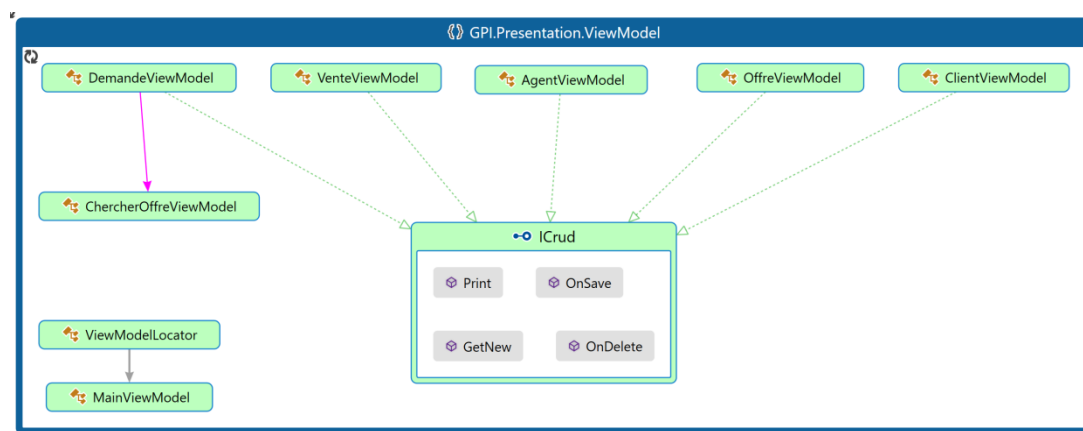 GPI.Presentation.ViewModel
DemandeViewModel
VenteViewModel
AgentViewModel
OffreViewModel
ClientViewModel
ChercherOffreViewModel
ICrud
Print
OnSave
ViewModelLocator
GetNew
OnDelete
MainViewModel